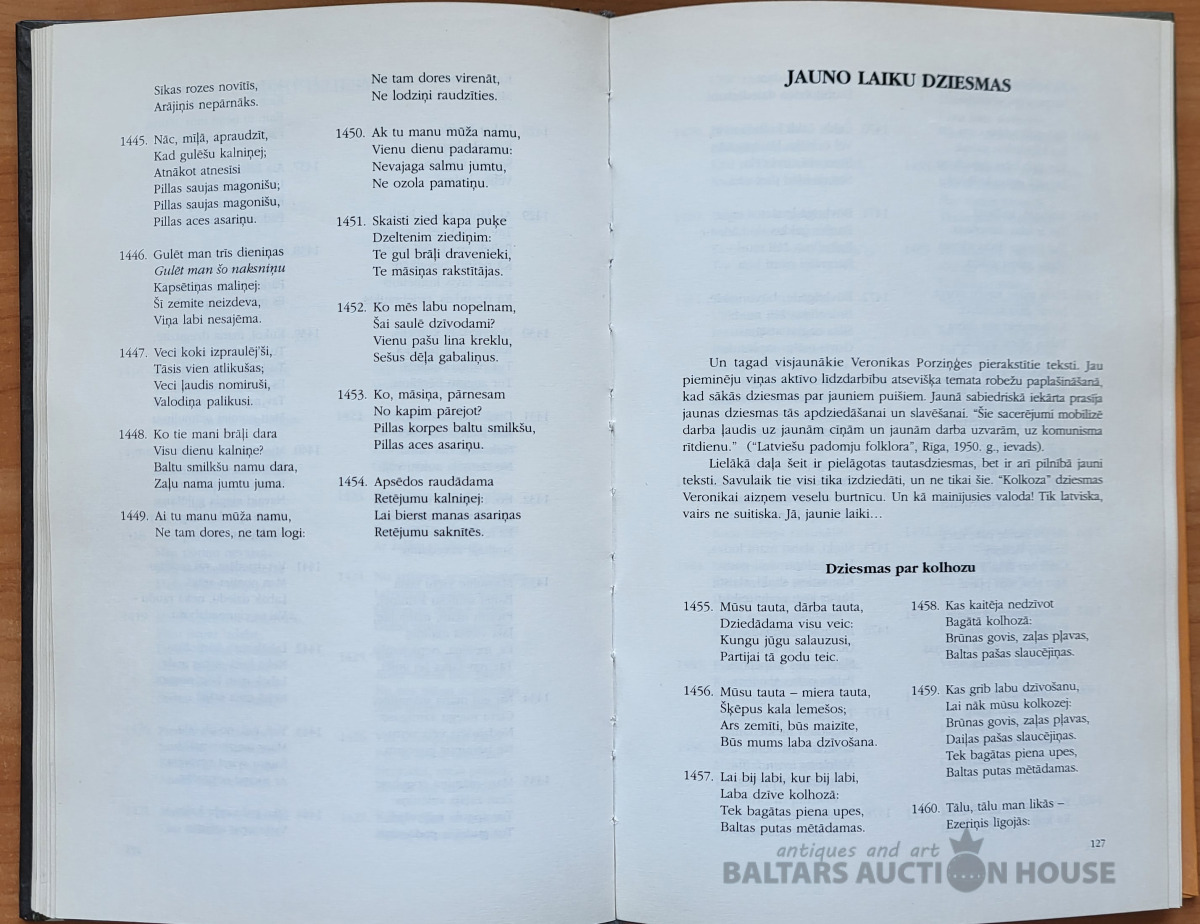 Sīkas rozes novītīs,
Arājiņis nepārnāks.
1445. Nāc, mīļā, apraudzīt,
Kad gulēšu kalniņej;
Atnākot atnesīsi
Pillas saujas magonišu;
Pillas saujas magonišu,
Pillas aces asariņu.
1446. Gulēt man trīs dieniņas
Gulēt man šo naksniņu
Kapsētiņas maliņej:
Šī zemite neizdeva,
Viņa labi nesajēma.
1447. Veci koki izpraulēj'ši,
Tāsis vien atlikušas;
Veci ļaudis nomiruši,
Valodiņa palikusi.
1448. Ko tie mani brāļi dara
Visu dienu kalniņe?
Baltu smilkšu namu dara,
Zaļu nama jumtu juma.
1449. Ai tu manu mūža namu,
Ne tam dores, ne tam logi:
Ne tam dores virenāt,
Ne lodziņi raudzīties.
1450. Ak tu manu mūža namu,
Vienu dienu padaramu:
Nevajaga salmu jumtu,
Ne ozola pamatiņu.
1451. Skaisti zied kapa puķe
Dzeltenim ziediņim:
Te gul brāļi dravenieki,
Te māsiņas rakstītājas.
1452. Ko mēs labu nopelnam,
Šai saulē dzīvodami?
Vienu pašu lina kreklu,
Sešus dēļa gabaliņus.
1453. Ko, māsiņa, pārnesam
No kapim pārejot?
Pillas korpes baltu smilkšu,
Pillas aces asariņu.
1454. Apsēdos raudādama
Retējumu kalniņej:
Lai bierst manas asariņas
Retējumu saknītēs.
JAUNO LAIKU DZIESMAS
Un tagad visjaunākie Veronikas Porziņģes pierakstītie teksti. Jau
pieminēju viņas aktīvo līdzdarbību atsevišķa temata robežu paplašināšanā,
kad sākās dziesmas par jauniem puišiem. Jaunā sabiedriskā iekārta prasīja
jaunas dziesmas tās apdziedāšanai un slavēšanai. “Šie sacerējumi mobilizē
darba ļaudis uz jaunām cīņām un jaunām darba uzvarām, uz komunisma
rītdienu.” (“Latviešu padomju folklora”, Rīga, 1950. g., ievads).
Lielākā daļa šeit ir pielāgotas tautasdziesmas, bet ir arī pilnībā jauni
teksti. Savulaik tie visi tika izdziedāti, un ne tikai šie. “Kolkoza” dziesmas
Veronikai aizņem veselu burtnīcu. Un kā mainījusies valoda! Tik latviska,
vairs ne suitiska. Jā, jaunie laiki...
Dziesmas par kolhozu
1455. Mūsu tauta, dārba tauta,
Dziedādama visu veic:
Kungu jūgu salauzusi,
Partijai tā godu teic.
1456. Mūsu tauta – miera tauta,
Šķēpus kala lemešos;
Ars zemīti, būs maizīte,
Būs mums laba dzīvošana.
1457. Lai bij labi, kur bij labi,
Laba dzīve kolhozā:
Tek bagātas piena upes,
Baltas putas mētādamas.
1458. Kas kaitēja nedzīvot
Bagātā kolhozā:
Brūnas govis, zaļas pļavas,
Baltas pašas slaucējiņas.
1459. Kas grib labu dzīvošanu,
Lai nāk mūsu kolkozej:
Brūnas govis, zaļas pļavas,
Daiļas pašas slaucējiņas.
Tek bagātas piena upes,
Baltas putas mētādamas.
1460. Tālu, tālu man likās –
Ezeriņis līgojās:
127
antiques and art
BALTARS AUCTION HOUSE